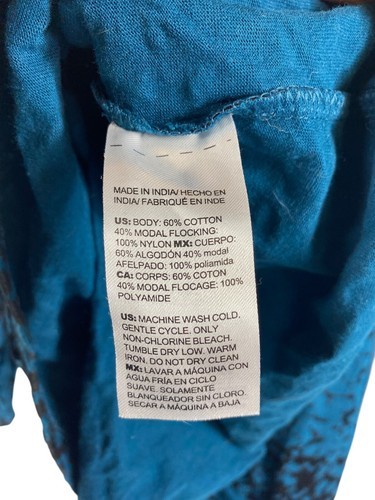 MADE IN INDIA/ HECHO EN
INDIA/ FABRIQUÉ EN INDE
US: BODY: 60% COTTON
40% MODAL FLOCKING:
100% NYLON MX: CUERPO:
60% ALGODÓN 40% modal
AFELPADO: 100% poliamida
CA: CORPS: 60% COTON
40% MODAL FLOCAGE: 100%
POLYAMIDE
US: MACHINE WASH COLD.
GENTLE CYCLE. ONLY
NON-CHLORINE BLEACH.
TUMBLE DRY LOW. WARM
IRON. DO NOT DRY CLEAN
MX: LAVAR A MÁQUINA CON
AGUA FRÍA EN CICLO
SUAVE. SOLAMENTE
BLANQUEADOR SIN CLORO.
SECAR A MÁQUINA A BAJA